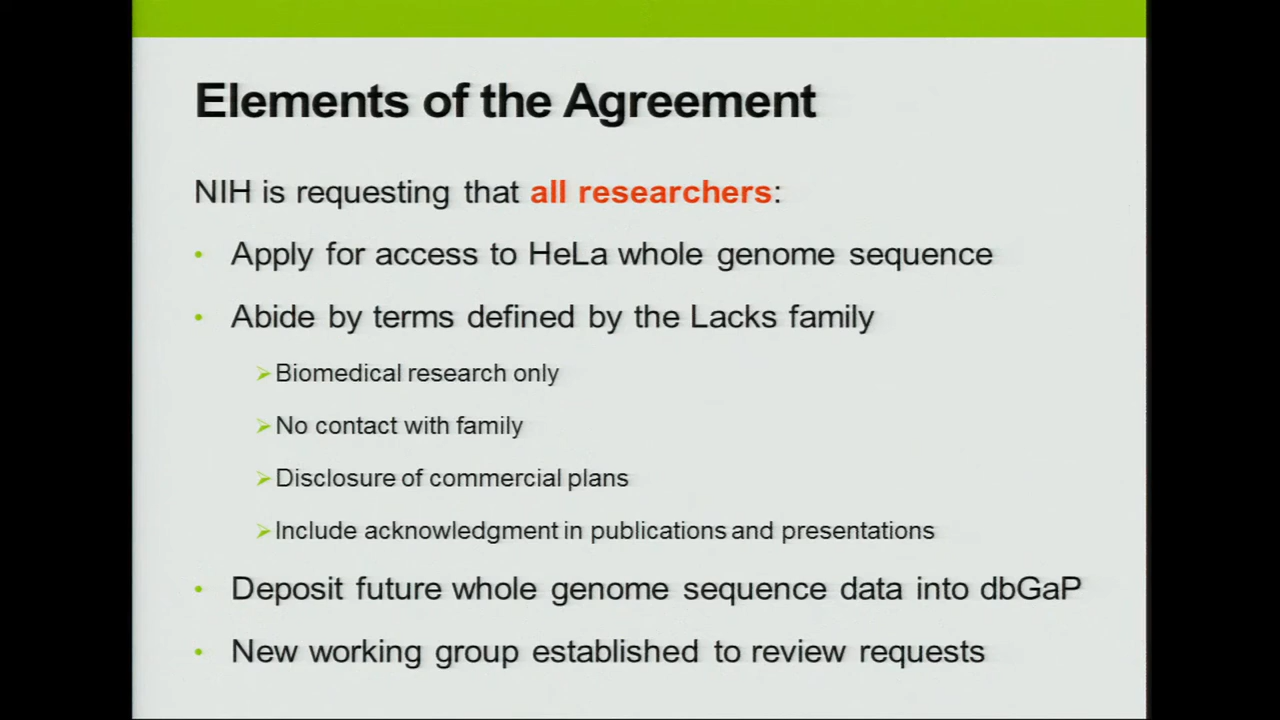 Elements of the Agreement
NIH is requesting that all researchers:
• Apply for access to HeLa whole genome sequence
• Abide by terms defined by the Lacks family
➢ Biomedical research only
➢ No contact with family
➢ Disclosure of commercial plans
➢ Include acknowledgment in publications and presentations
• Deposit future whole genome sequence data into dbGaP
• New working group established to review requests